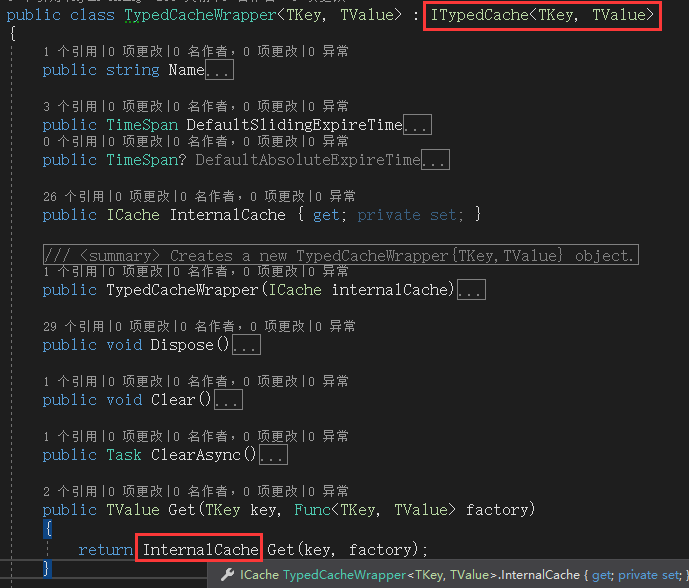 public class TypedCacheWrapper<TKey, TValue> : ITypedCache<TKey, TValue>
{
1 个引用|0 项更改|0 名作者, 0 项更改|0 异常
public string Name...
3 个引用|0 项更改|0 名作者, 0 项更改|0 异常
public TimeSpan DefaultSlidingExpireTime...
0 个引用|0 项更改|0 名作者, 0 项更改|0 异常
public TimeSpan? DefaultAbsoluteExpireTime...
26 个引用|0 项更改|0 名作者, 0 项更改|0 异常
public ICache InternalCache { get; private set; }
/// <summary> Creates a new TypedCacheWrapper{TKey,TValue} object.
1 个引用|0 项更改|0 名作者, 0 项更改|0 异常
public TypedCacheWrapper(ICache internalCache)...
29 个引用|0 项更改|0 名作者, 0 项更改|0 异常
public void Dispose()...
1 个引用|0 项更改|0 名作者, 0 项更改|0 异常
public void Clear()...
1 个引用|0 项更改|0 名作者, 0 项更改|0 异常
public Task ClearAsync()...
2 个引用|0 项更改|0 名作者, 0 项更改|0 异常
public TValue Get(TKey key, Func<TKey, TValue> factory)
{
return InternalCache.Get(key, factory);
}
ICache TypedCacheWrapper<TKey, TValue>.InternalCache { get; private set; }